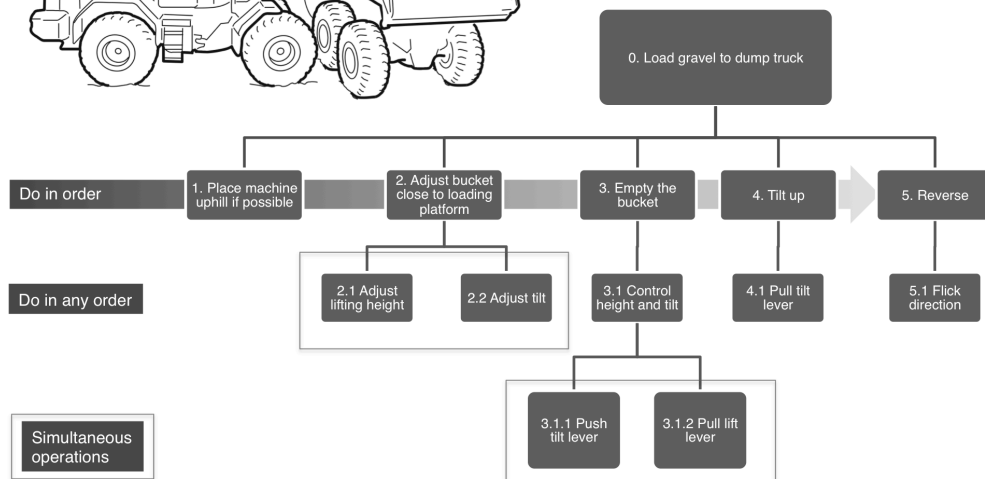 0. Load gravel to dump truck
Do in order
1. Place machine
uphill if possible
2. Adjust bucket
close to loading
platform
3. Empty the
bucket
4. Tilt up
5. Reverse
Do in any order
2.1 Adjust
lifting height
2.2 Adjust tilt
3.1 Control
height and tilt
4.1 Pull tilt
lever
5.1 Flick
direction
3.1.1 Push
tilt lever
3.1.2 Pull lift
lever
Simultaneous
operations